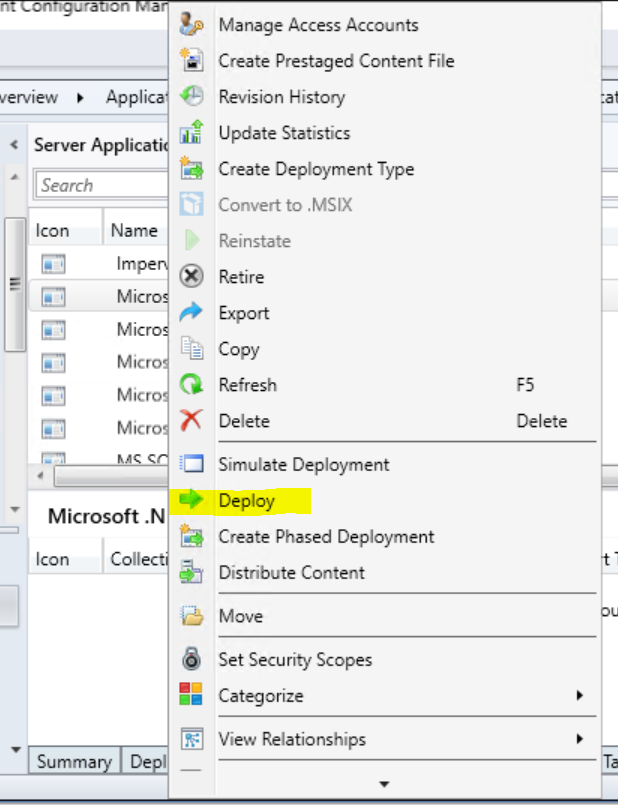 nt Configuration Man
verview
Applicat
cat
Server Applicatio
Search
Icon
Name
Imperv
Micros
Micros
Micros
Micros
Micros
MS SC
Microsoft .N
Icon
Collecti
t T
ou
Summary
Depl
Ta
Manage Access Accounts
Create Prestaged Content File
Revision History
Update Statistics
Create Deployment Type
Convert to .MSIX
Reinstate
Retire
Export
Copy
Refresh F5
Delete Delete
Simulate Deployment
Deploy
Create Phased Deployment
Distribute Content
Move
Set Security Scopes
Categorize
View Relationships